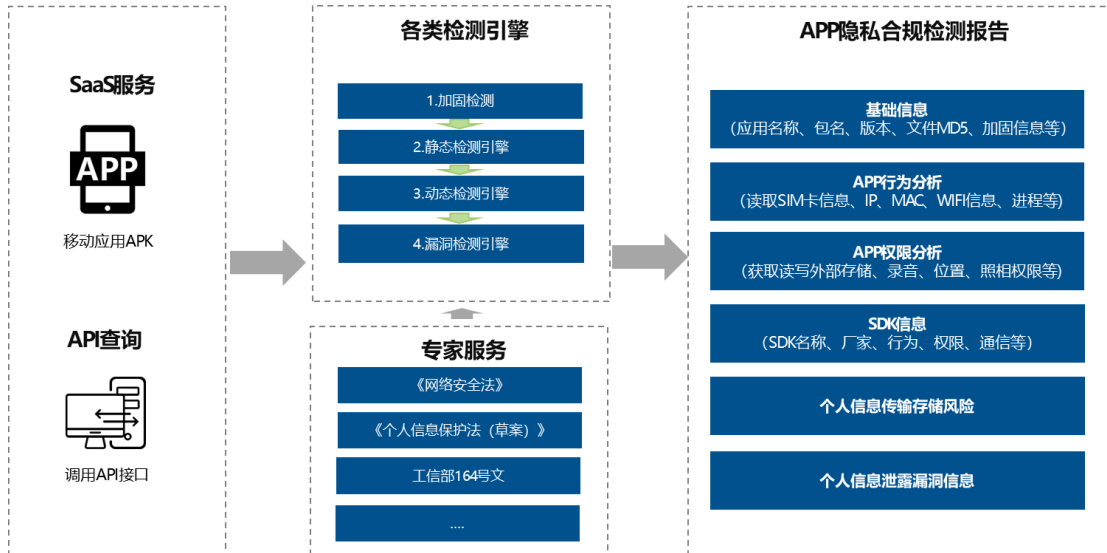 SaaS服务
APP
移动应用APK
API查询
调用API接口
各类检测引擎
1.加固检测
2.静态检测引擎
3.动态检测引擎
4.漏洞检测引擎
专家服务
《网络安全法》
《个人信息保护法（草案）》
工信部164号文
....
APP隐私合规检测报告
基础信息
（应用名称、包名、版本、文件MD5、加固信息等）
APP行为分析
（读取SIM卡信息、IP、MAC、WIFI信息、进程等）
APP权限分析
（获取读写外部存储、录音、位置、照相权限等)
SDK信息
（SDK名称、厂家、行为、权限、通信等）
个人信息传输存储风险
个人信息泄露漏洞信息